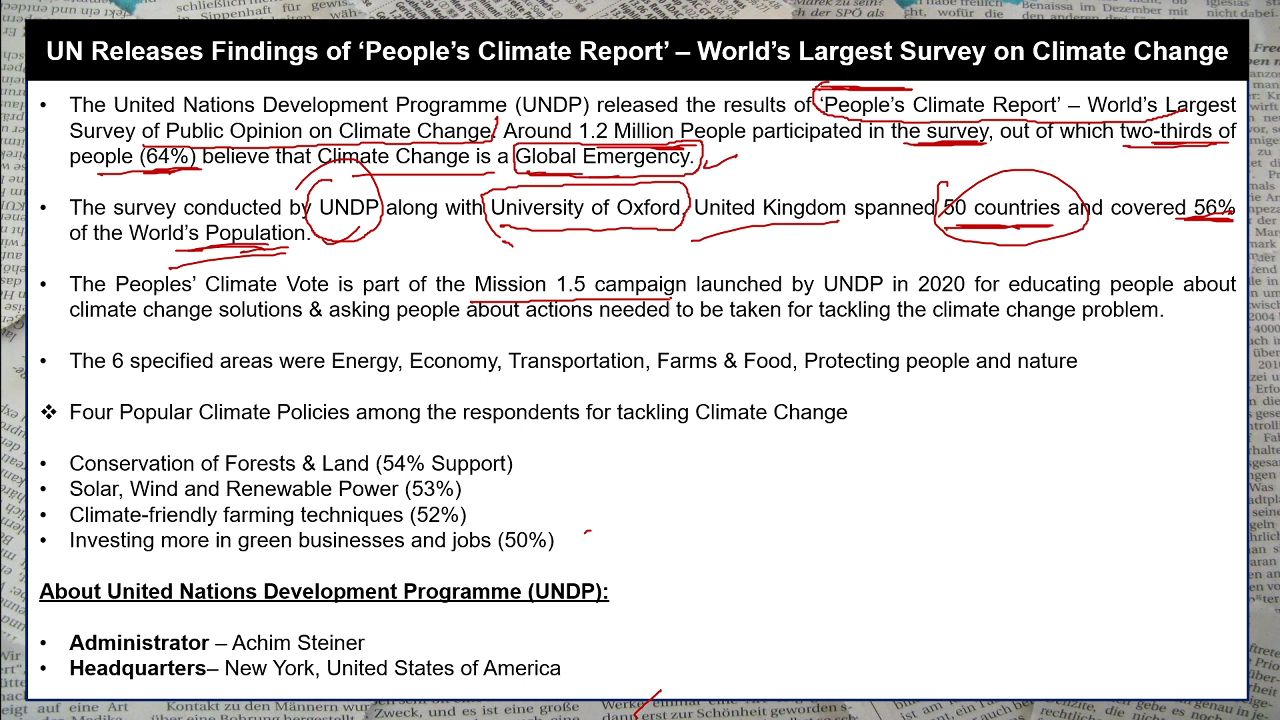 UN Releases Findings of ‘People’s Climate Report’ – World’s Largest Survey on Climate Change
• The United Nations Development Programme (UNDP) released the results of ‘People’s Climate Report’ – World’s Largest
Survey of Public Opinion on Climate Change. Around 1.2 Million People participated in the survey, out of which two-thirds of
people (64%) believe that Climate Change is a Global Emergency.
• The survey conducted by UNDP along with University of Oxford, United Kingdom spanned 50 countries and covered 56%
of the World’s Population.
• The Peoples’ Climate Vote is part of the Mission 1.5 campaign launched by UNDP in 2020 for educating people about
climate change solutions & asking people about actions needed to be taken for tackling the climate change problem.
• The 6 specified areas were Energy, Economy, Transportation, Farms & Food, Protecting people and nature
❖ Four Popular Climate Policies among the respondents for tackling Climate Change
• Conservation of Forests & Land (54% Support)
• Solar, Wind and Renewable Power (53%)
• Climate-friendly farming techniques (52%)
• Investing more in green businesses and jobs (50%)
About United Nations Development Programme (UNDP):
• Administrator – Achim Steiner
• Headquarters– New York, United States of America